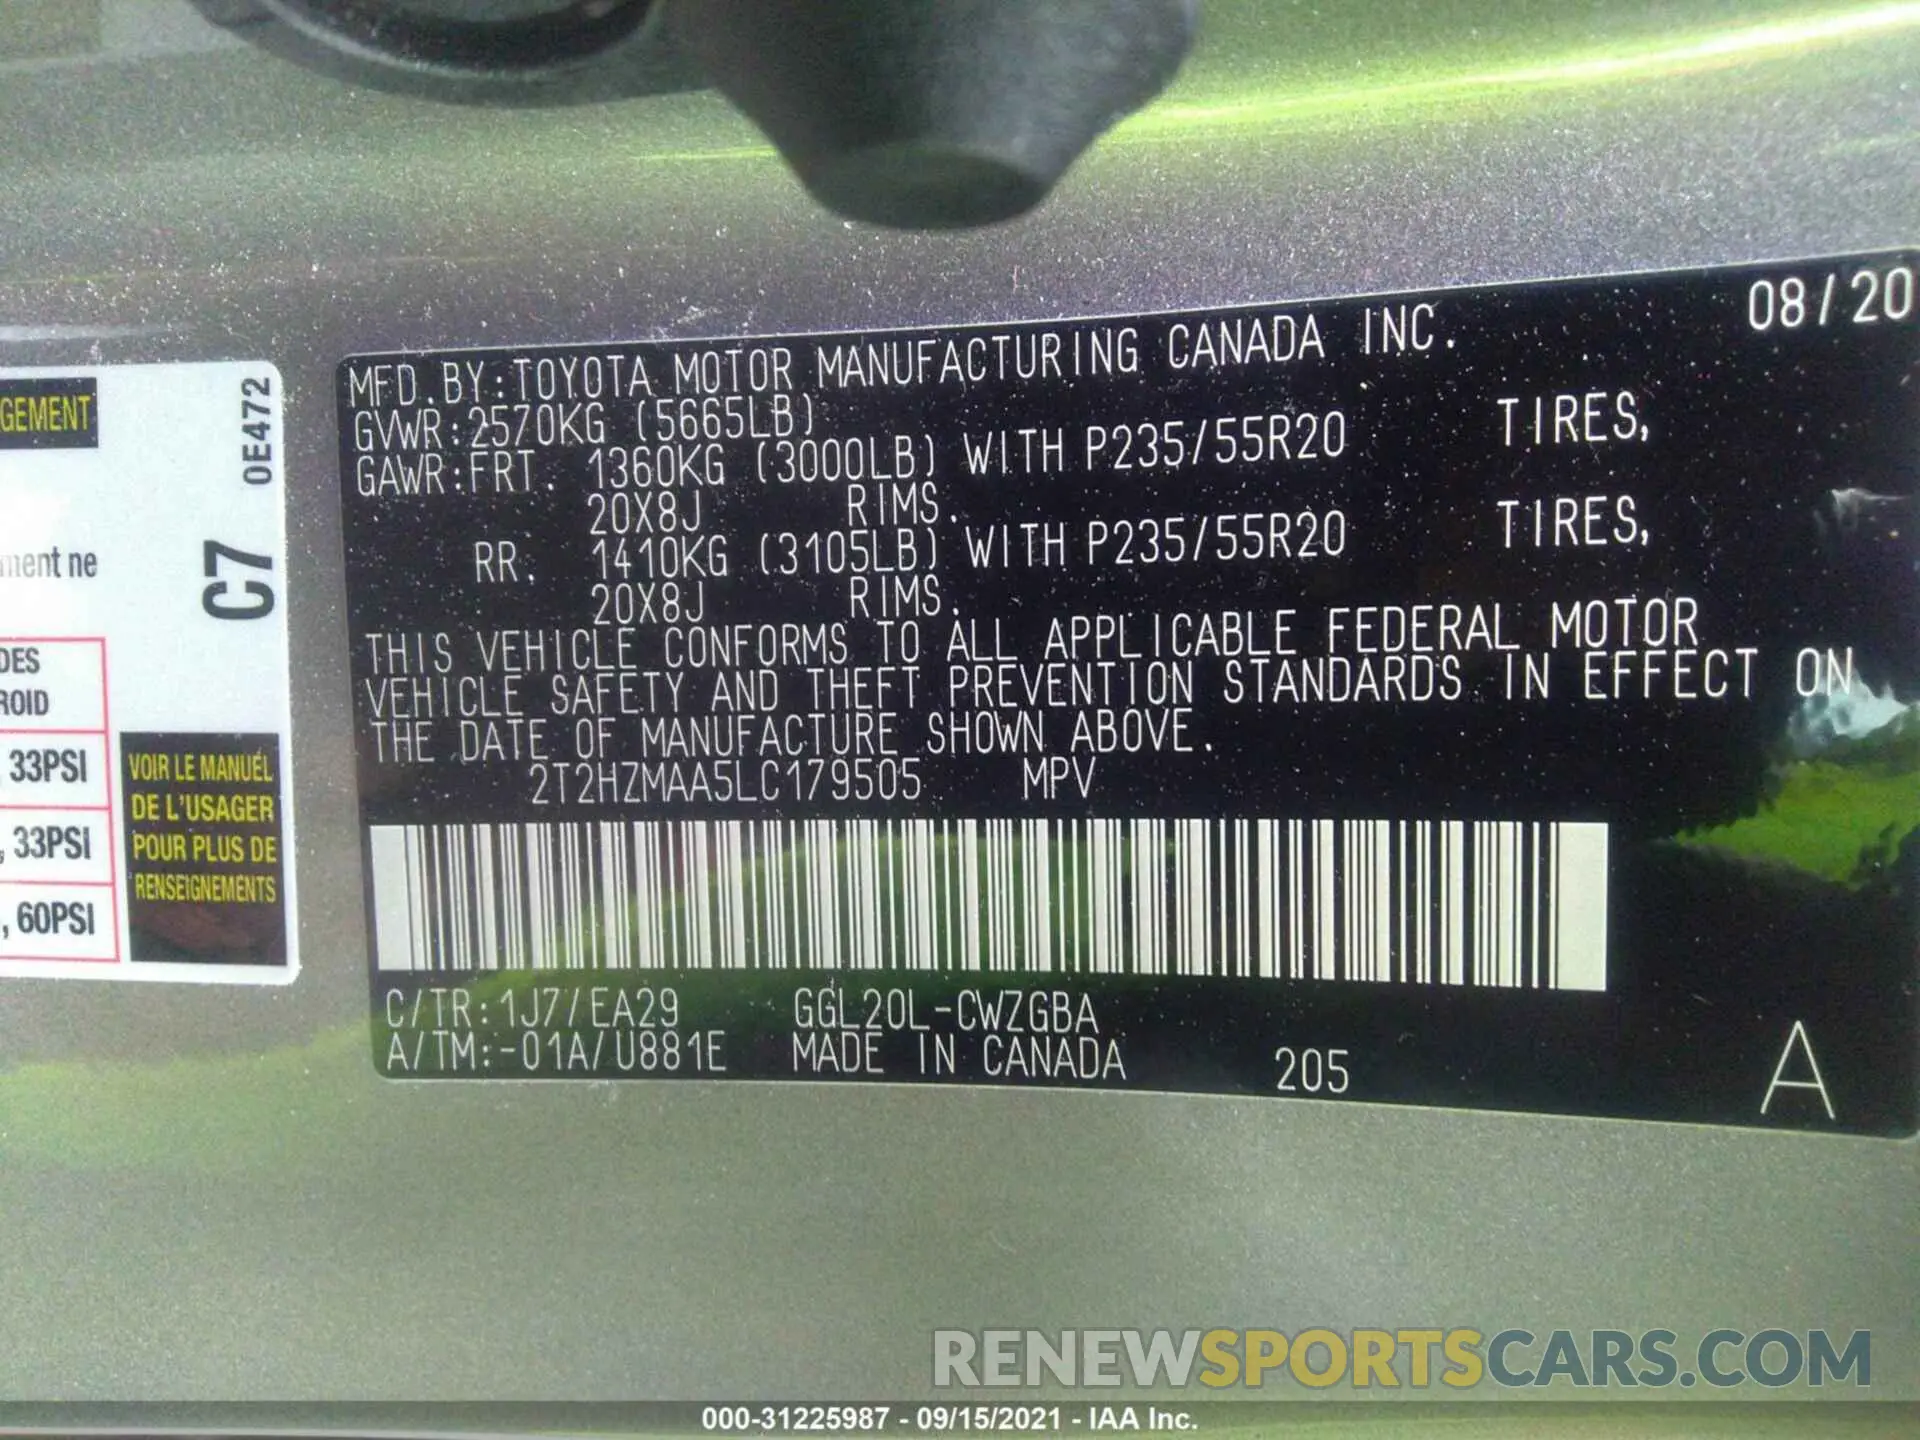 08/20
MFD.BY:TOYOTA MOTOR MANUFACTURING CANADA INC.
GVWR:2570KG (5665LB)
GAWR:FRT. 1360KG (3000LB) WITH P235/55R20 TIRES,
20X8J RIMS.
RR. 1410KG (3105LB) WITH P235/55R20 TIRES,
20X8J RIMS.
THIS VEHICLE CONFORMS TO ALL APPLICABLE FEDERAL MOTOR
VEHICLE SAFETY AND THEFT PREVENTION STANDARDS IN EFFECT ON
THE DATE OF MANUFACTURE SHOWN ABOVE.
2T2HZMAA5LC179505 MPV
C/TR:1J7/EA29 GGL20L-CWZGBA
A/TM:-01A/U881E MADE IN CANADA 205 A
GEMENT
0E472
C7
ment ne
DES
ROID
, 33PSI
, 33PSI
, 60PSI
VOIR LE MANUEL
DE L'USAGER
POUR PLUS DE
RENSEIGNEMENTS
RENEWSPORTSCARS.COM
000-31225987 - 09/15/2021 - IAA Inc.